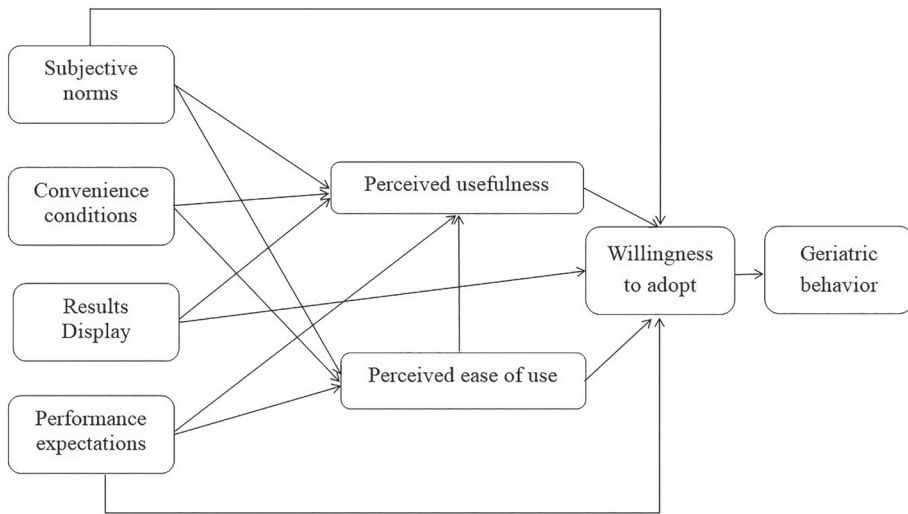 Subjective
norms
Convenience
conditions
Results
Display
Performance
expectations
Perceived usefulness
Perceived ease of use
Willingness
to adopt
Geriatric
behavior